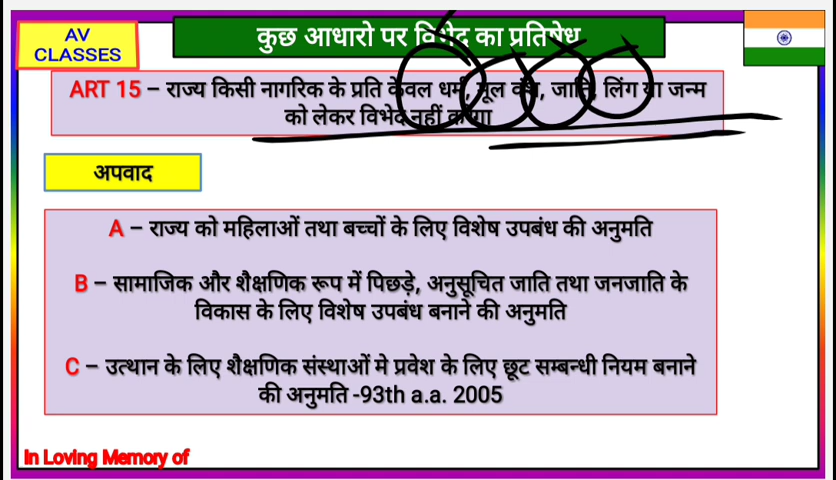 AV
CLASSES
कुछ आधारो पर विभेद का प्रतिषेध
ART 15 – राज्य किसी नागरिक के प्रति केवल धर्म, मूल वंश, जाति, लिंग या जन्म
को लेकर विभेद नहीं करेगा
अपवाद
A – राज्य को महिलाओं तथा बच्चों के लिए विशेष उपबंध की अनुमति
B – सामाजिक और शैक्षणिक रूप में पिछड़े, अनुसूचित जाति तथा जनजाति के
विकास के लिए विशेष उपबंध बनाने की अनुमति
C – उत्थान के लिए शैक्षणिक संस्थाओं मे प्रवेश के लिए छूट सम्बन्धी नियम बनाने
की अनुमति -93th a.a. 2005
In Loving Memory of